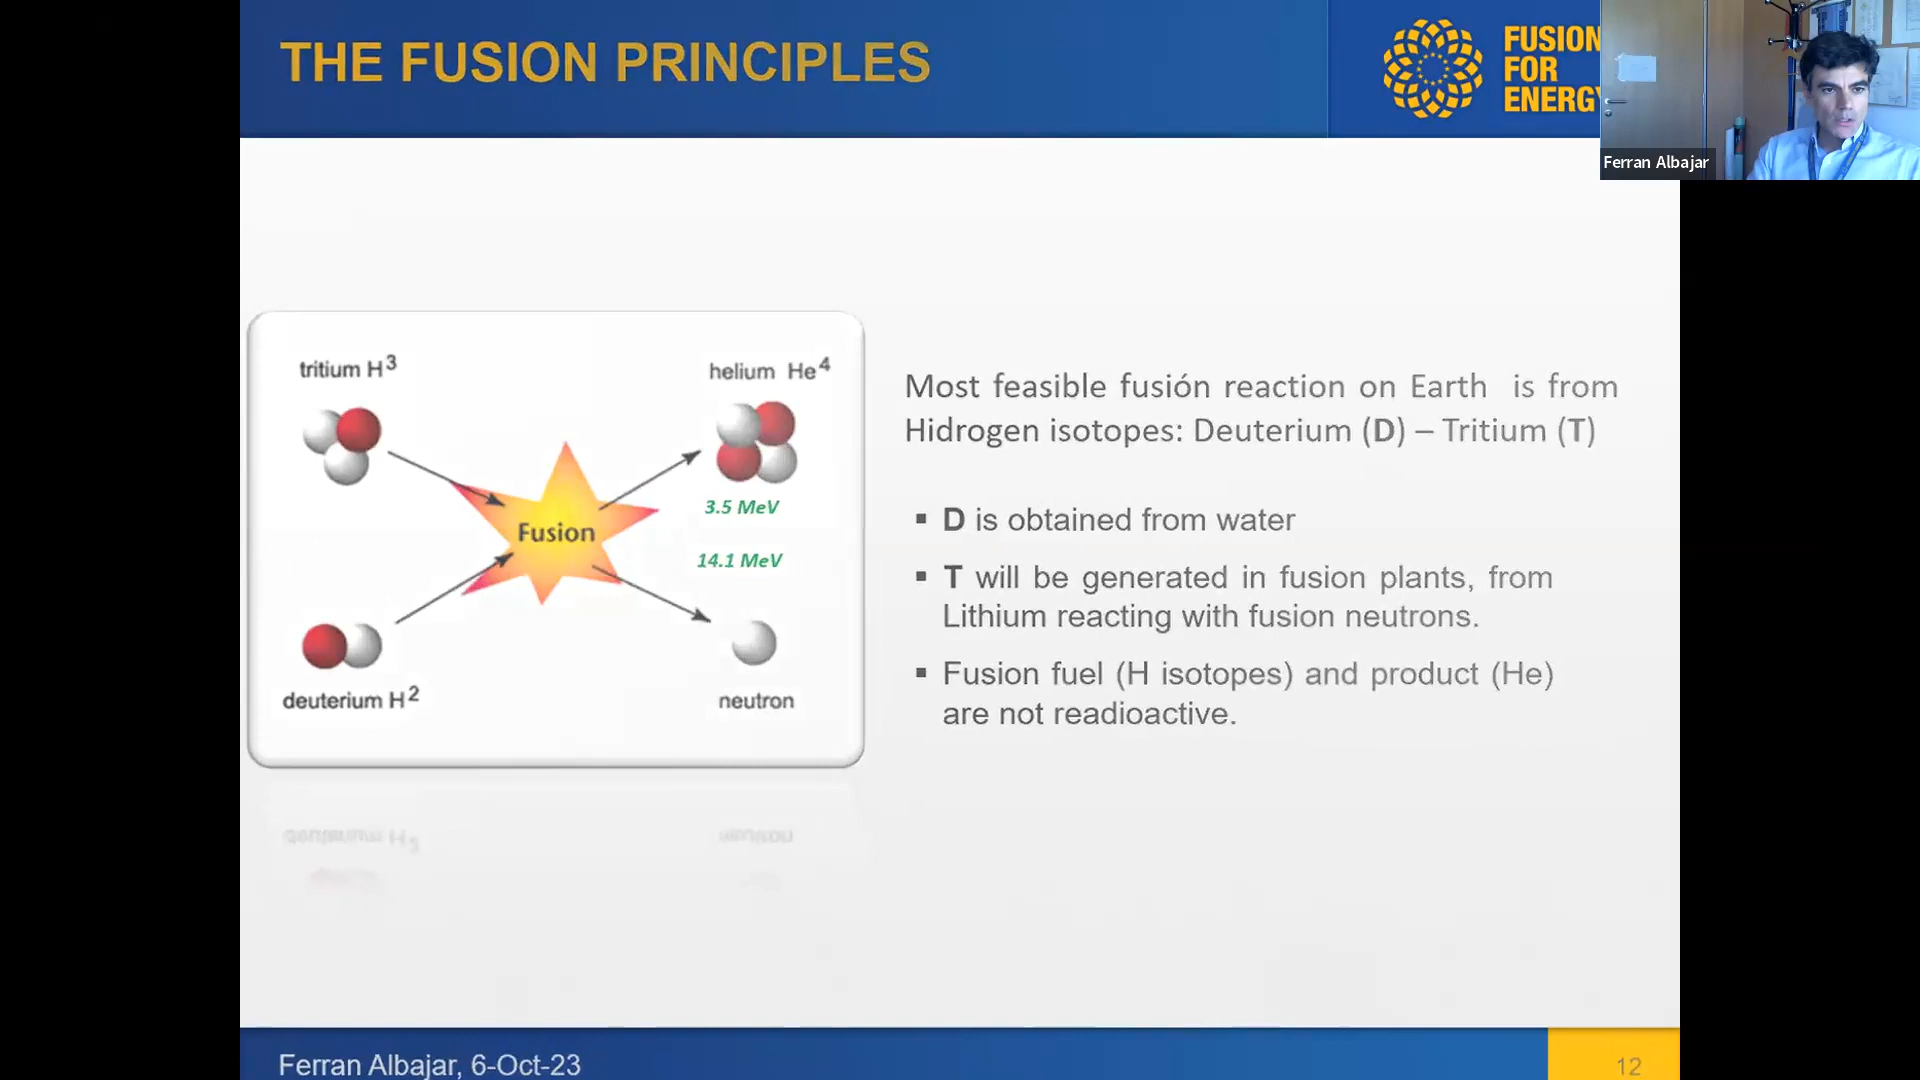 THE FUSION PRINCIPLES
FUSION
FOR
ENERGY
Ferran Albajar
tritium H3
helium He4
3.5 MeV
Fusion
14.1 MeV
deuterium H2
neutron
Most feasible fusión reaction on Earth is from
Hidrogen isotopes: Deuterium (D) – Tritium (T)
▪ D is obtained from water
▪ T will be generated in fusion plants, from
Lithium reacting with fusion neutrons.
▪ Fusion fuel (H isotopes) and product (He)
are not readioactive.
Ferran Albajar, 6-Oct-23
12